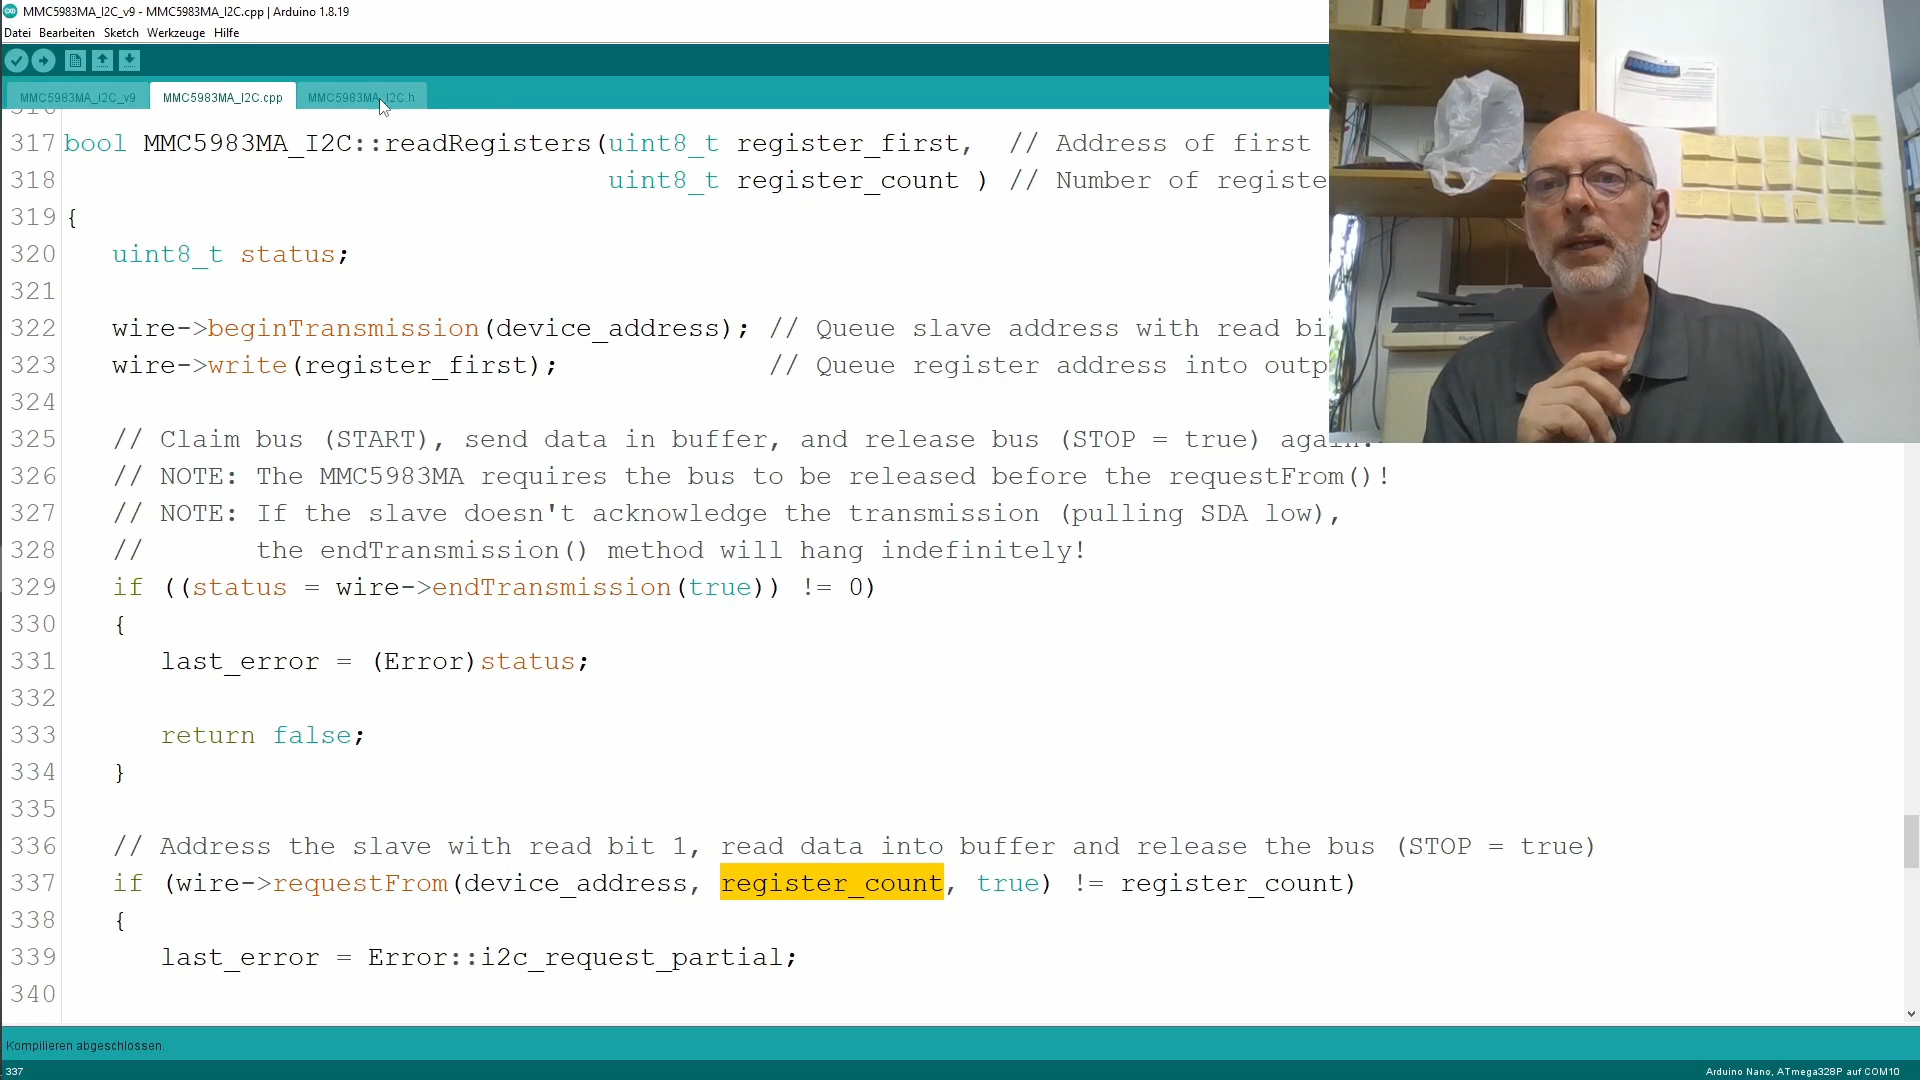 MMC5983MA_I2C_v9 - MMC5983MA_I2C.cpp | Arduino 1.8.19
Datei Bearbeiten Sketch Werkzeuge Hilfe
MMC5983MA_I2C_v9 MMC5983MA_I2C.cpp MMC5983MA_I2C.h
316
317 bool MMC5983MA_I2C::readRegisters(uint8_t register_first, // Address of first
318 uint8_t register_count ) // Number of registe
319 {
320 uint8_t status;
321
322 wire->beginTransmission(device_address); // Queue slave address with read bi
323 wire->write(register_first); // Queue register address into outp
324
325 // Claim bus (START), send data in buffer, and release bus (STOP = true) again.
326 // NOTE: The MMC5983MA requires the bus to be released before the requestFrom()!
327 // NOTE: If the slave doesn't acknowledge the transmission (pulling SDA low),
328 // the endTransmission() method will hang indefinitely!
329 if ((status = wire->endTransmission(true)) != 0)
330 {
331 last_error = (Error)status;
332
333 return false;
334 }
335
336 // Address the slave with read bit 1, read data into buffer and release the bus (STOP = true)
337 if (wire->requestFrom(device_address, register_count, true) != register_count)
338 {
339 last_error = Error::i2c_request_partial;
340
Kompilieren abgeschlossen.
337 Arduino Nano, ATmega328P auf COM10